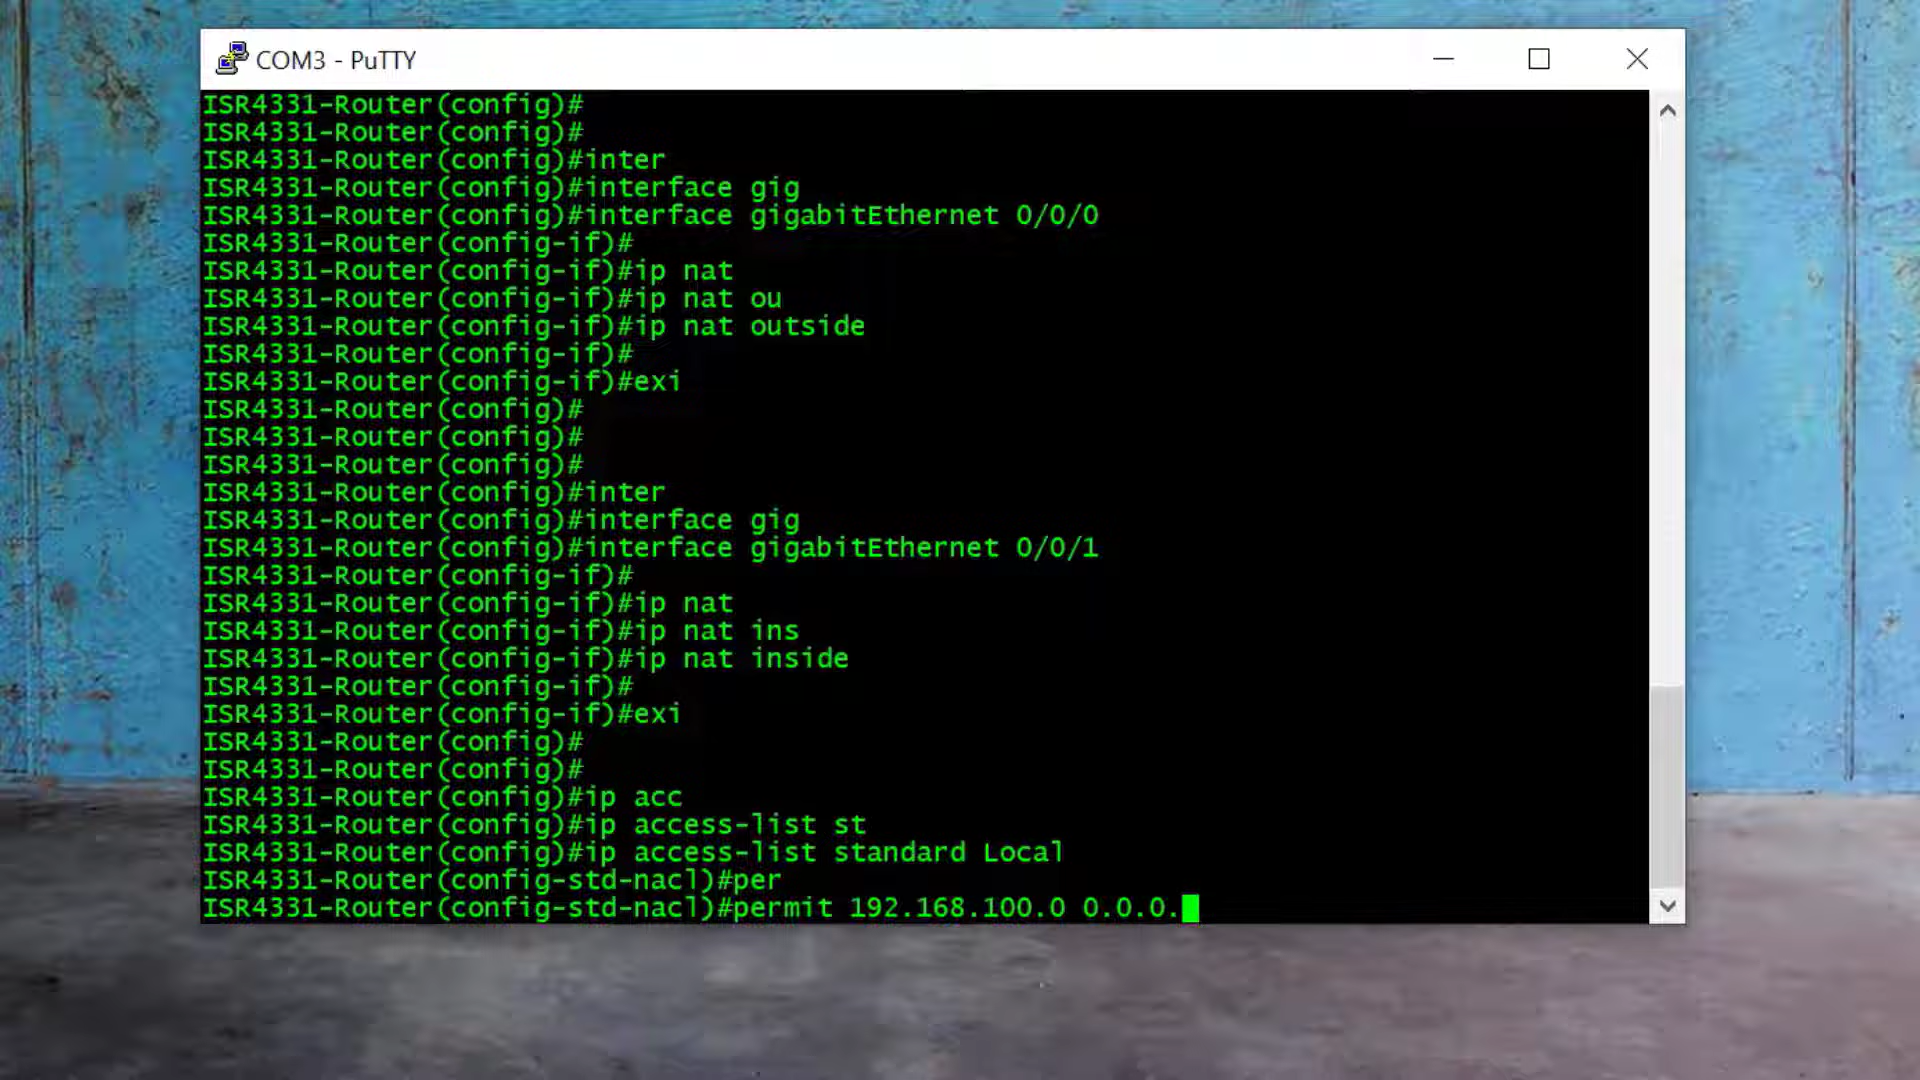 COM3 - PuTTY
ISR4331-Router(config)#
ISR4331-Router(config)#
ISR4331-Router(config)#inter
ISR4331-Router(config)#interface gig
ISR4331-Router(config)#interface gigabitEthernet 0/0/0
ISR4331-Router(config-if)#
ISR4331-Router(config-if)#ip nat
ISR4331-Router(config-if)#ip nat ou
ISR4331-Router(config-if)#ip nat outside
ISR4331-Router(config-if)#
ISR4331-Router(config-if)#exi
ISR4331-Router(config)#
ISR4331-Router(config)#
ISR4331-Router(config)#
ISR4331-Router(config)#inter
ISR4331-Router(config)#interface gig
ISR4331-Router(config)#interface gigabitEthernet 0/0/1
ISR4331-Router(config-if)#
ISR4331-Router(config-if)#ip nat
ISR4331-Router(config-if)#ip nat ins
ISR4331-Router(config-if)#ip nat inside
ISR4331-Router(config-if)#
ISR4331-Router(config-if)#exi
ISR4331-Router(config)#
ISR4331-Router(config)#
ISR4331-Router(config)#ip acc
ISR4331-Router(config)#ip access-list st
ISR4331-Router(config)#ip access-list standard Local
ISR4331-Router(config-std-nacl)#per
ISR4331-Router(config-std-nacl)#permit 192.168.100.0 0.0.0.